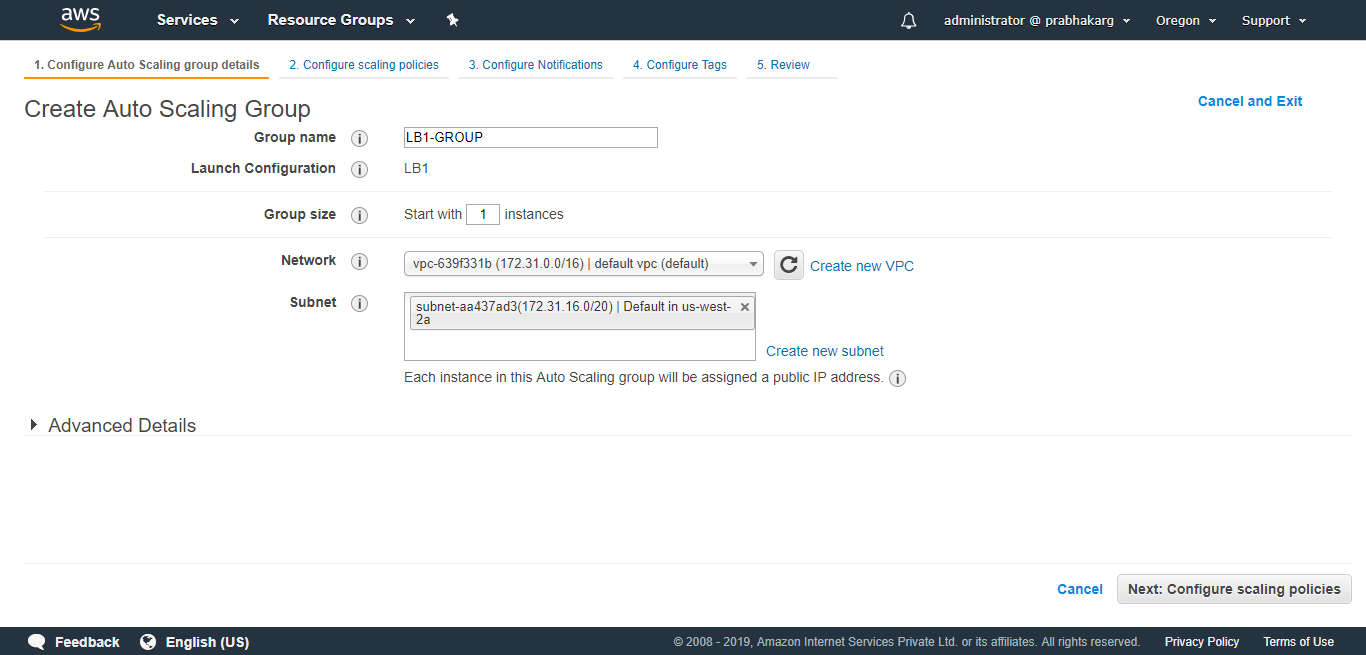 aws Services Resource Groups administrator @ prabhakarg Oregon Support
1. Configure Auto Scaling group details 2. Configure scaling policies 3. Configure Notifications 4. Configure Tags 5. Review
Create Auto Scaling Group Cancel and Exit
Group name i LB1-GROUP
Launch Configuration i LB1
Group size i Start with 1 instances
Network i vpc-639f331b (172.31.0.0/16) | default vpc (default) Create new VPC
Subnet i subnet-aa437ad3(172.31.16.0/20) | Default in us-west-
2a
Create new subnet
Each instance in this Auto Scaling group will be assigned a public IP address. i
Advanced Details
Cancel Next: Configure scaling policies
Feedback English (US) © 2008 - 2019, Amazon Internet Services Private Ltd. or its affiliates. All rights reserved. Privacy Policy Terms of Use